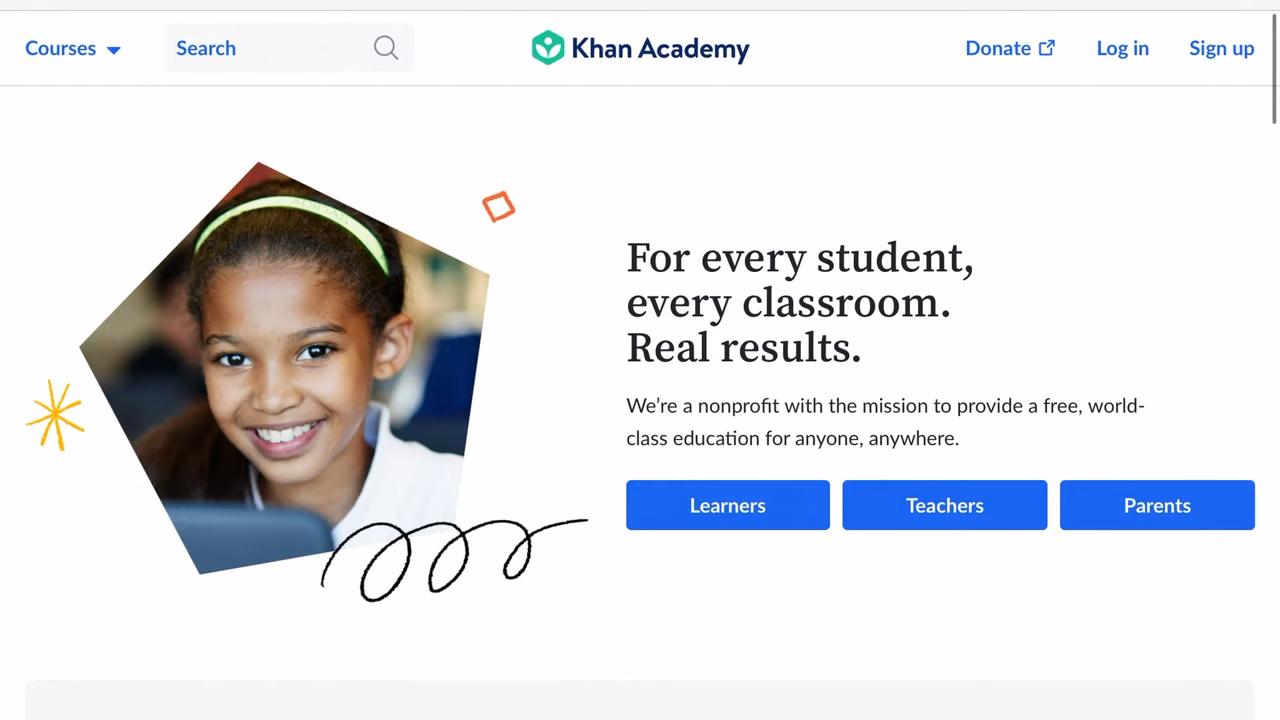 Courses
Search
Khan Academy
Donate
Log in
Sign up
For every student,
every classroom.
Real results.
We’re a nonprofit with the mission to provide a free, world-
class education for anyone, anywhere.
Learners
Teachers
Parents